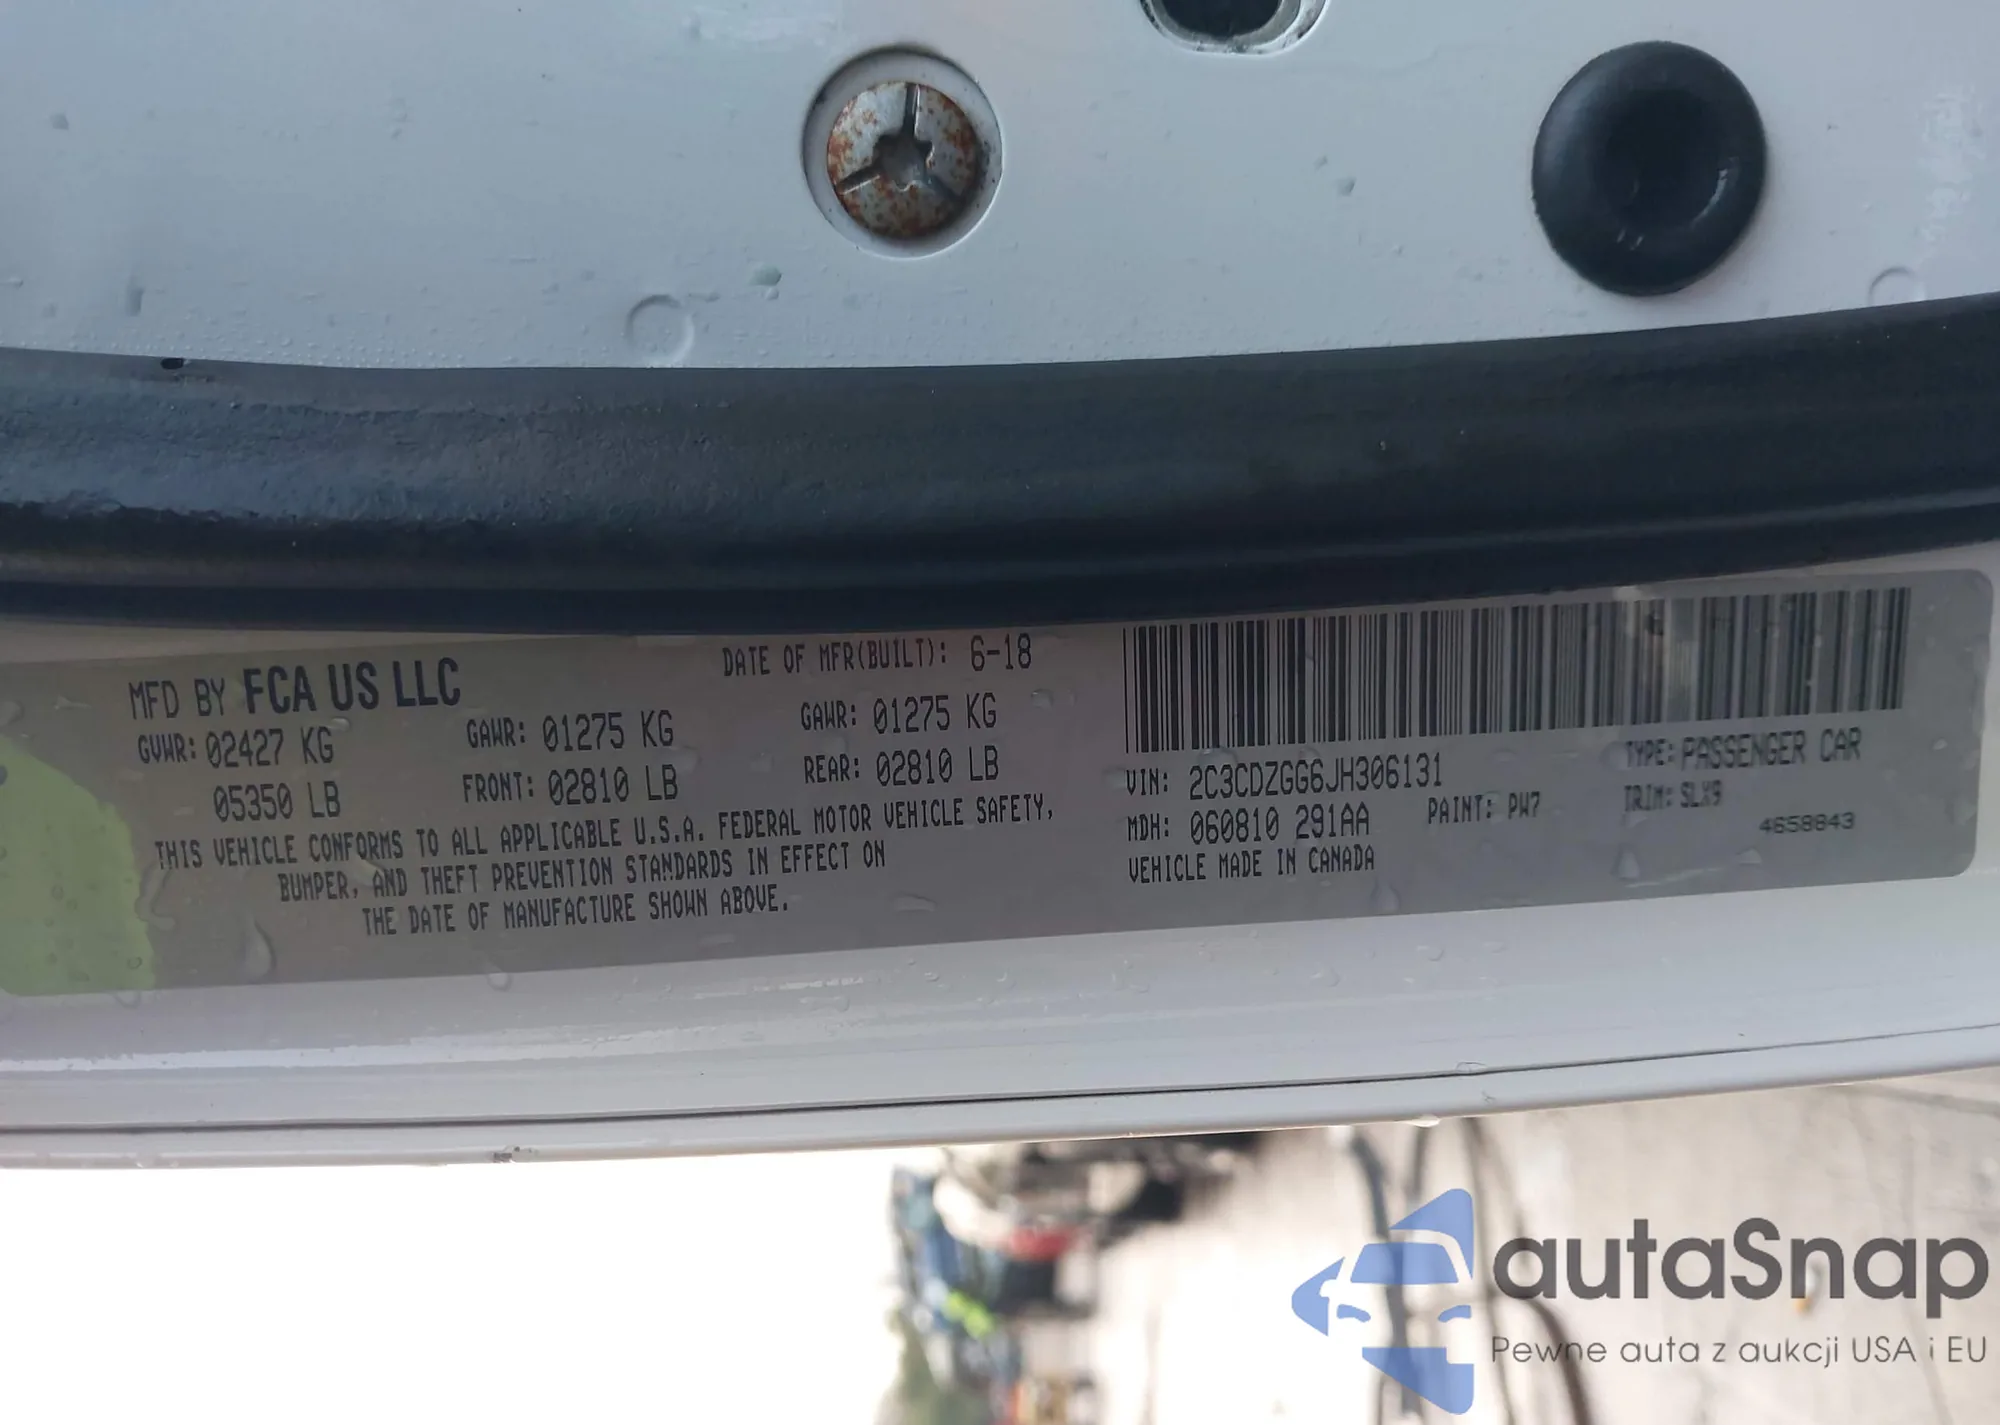 MFD BY FCA US LLC
DATE OF MFR(BUILT): 6-18
GVWR: 02427 KG
05350 LB
GAWR: 01275 KG
FRONT: 02810 LB
GAWR: 01275 KG
REAR: 02810 LB
THIS VEHICLE CONFORMS TO ALL APPLICABLE U.S.A. FEDERAL MOTOR VEHICLE SAFETY,
BUMPER, AND THEFT PREVENTION STANDARDS IN EFFECT ON
THE DATE OF MANUFACTURE SHOWN ABOVE.
VIN: 2C3CDZGG6JH306131
TYPE: PASSENGER CAR
MDH: 060810 291AA
PAINT: PW7
TRIM: SLX9
4658843
VEHICLE MADE IN CANADA
autaSnap
Pewne auta z aukcji USA i EU